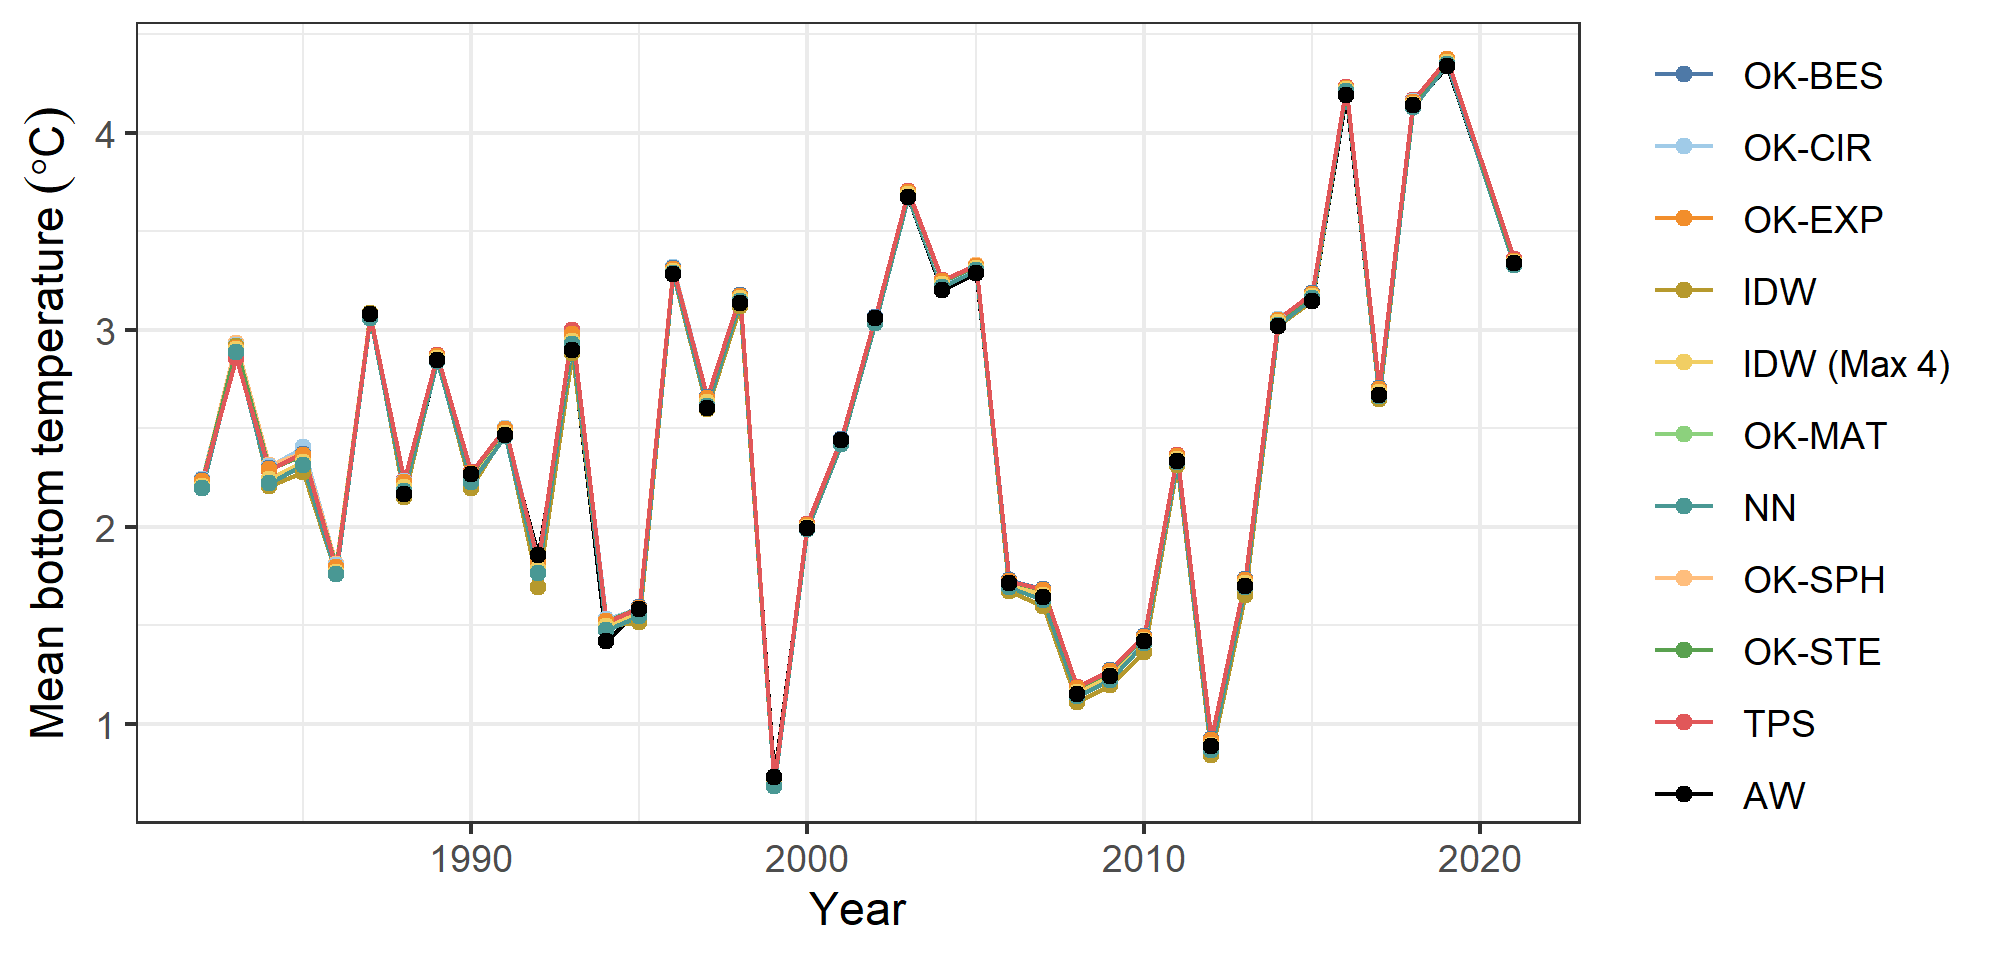 Mean bottom temperature (°C)
4
3
2
1
1990
2000
2010
2020
Year
OK-BES
OK-CIR
OK-EXP
IDW
IDW (Max 4)
OK-MAT
NN
OK-SPH
OK-STE
TPS
AW